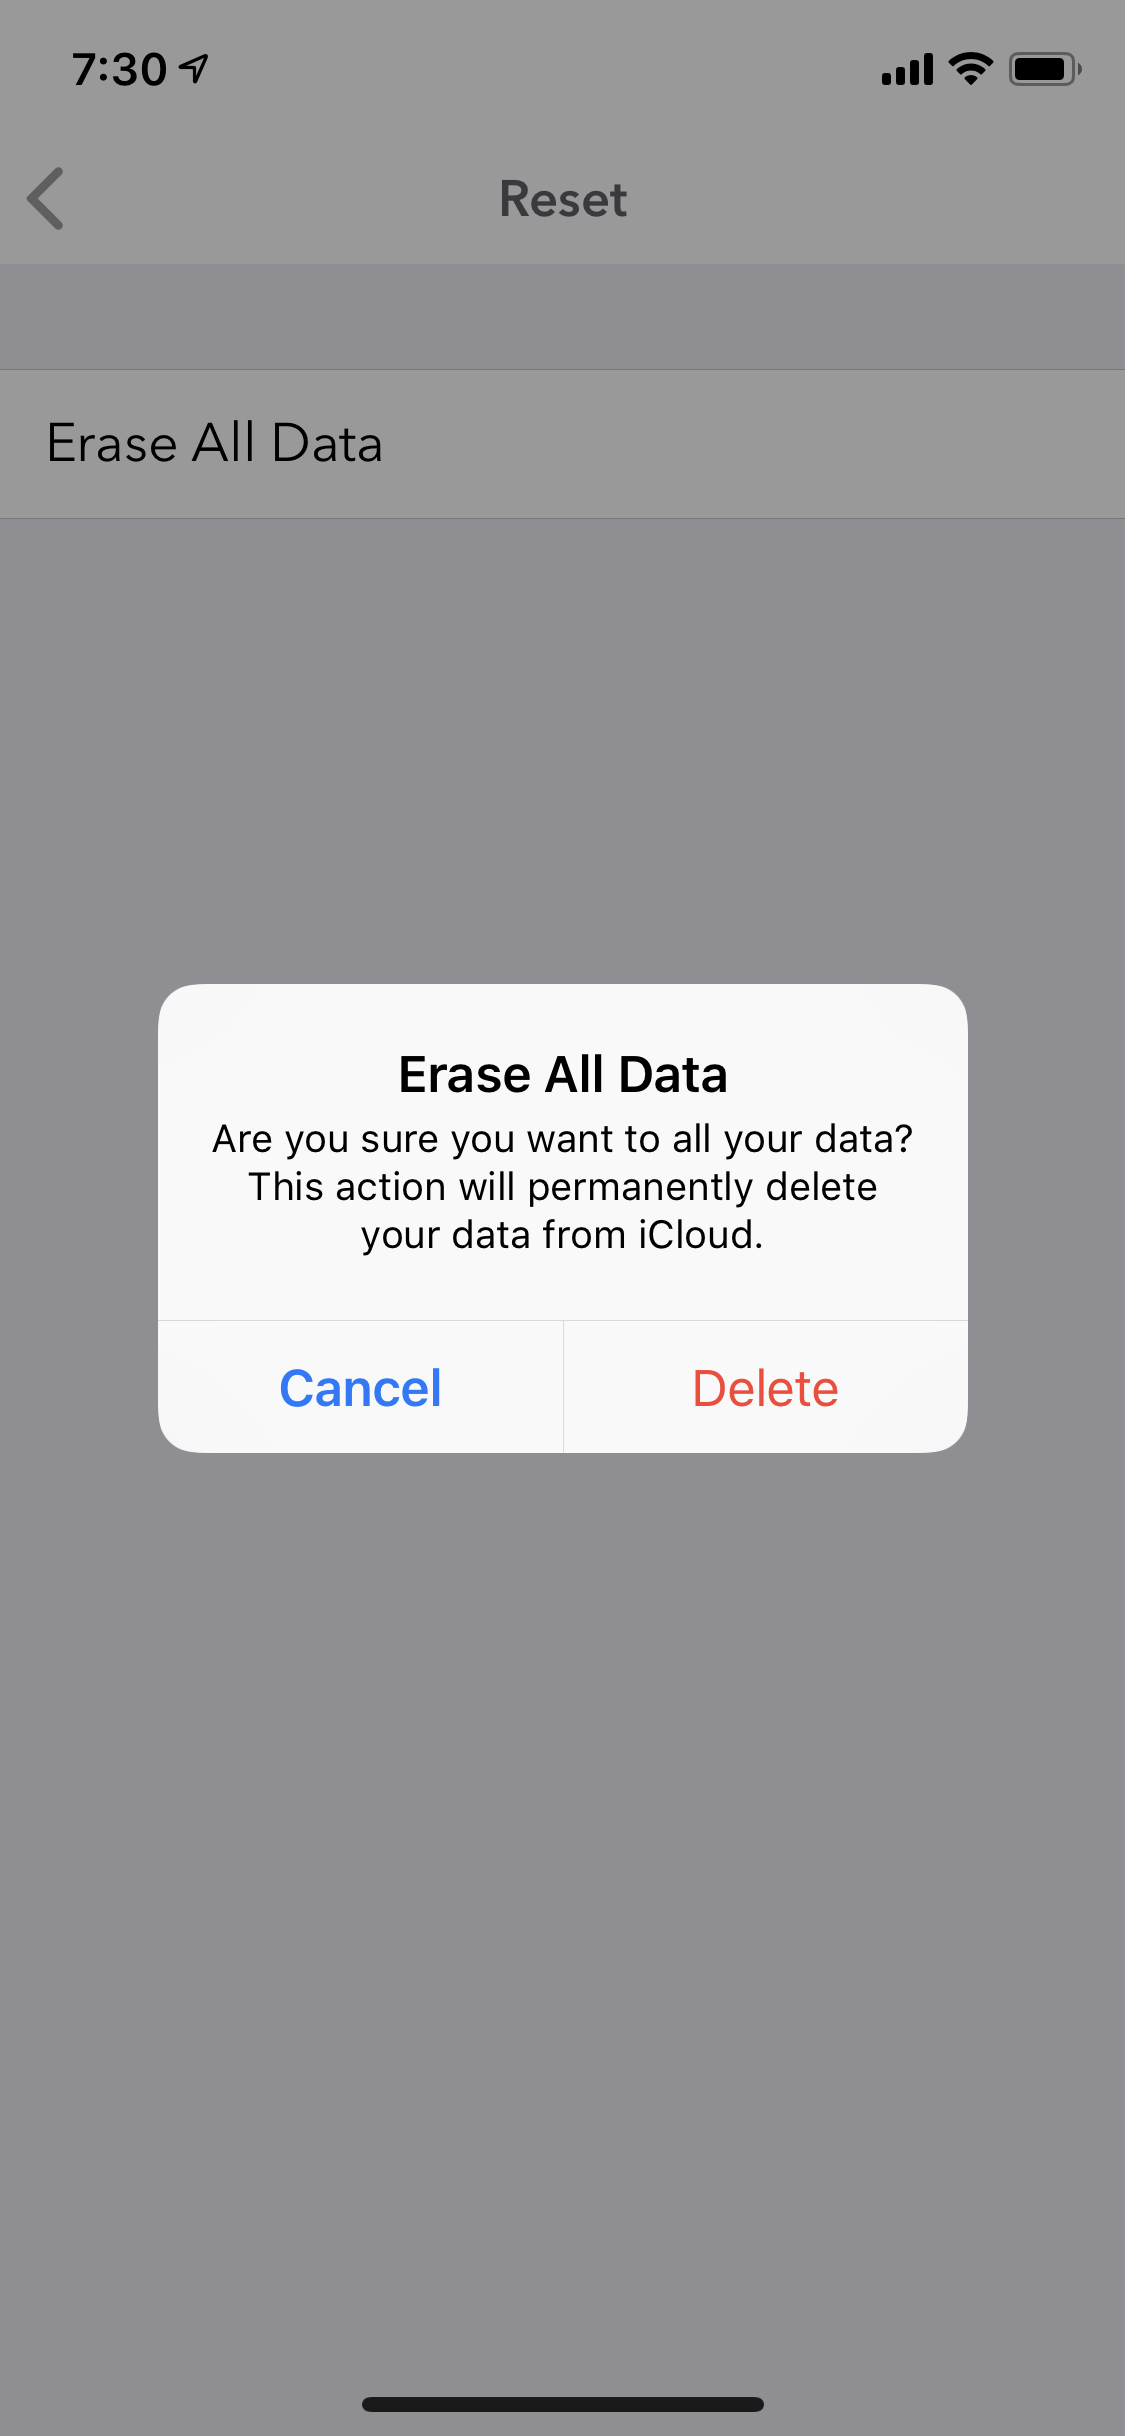 7:30
Reset
Erase All Data
Erase All Data
Are you sure you want to all your data?
This action will permanently delete
your data from iCloud.
Cancel
Delete